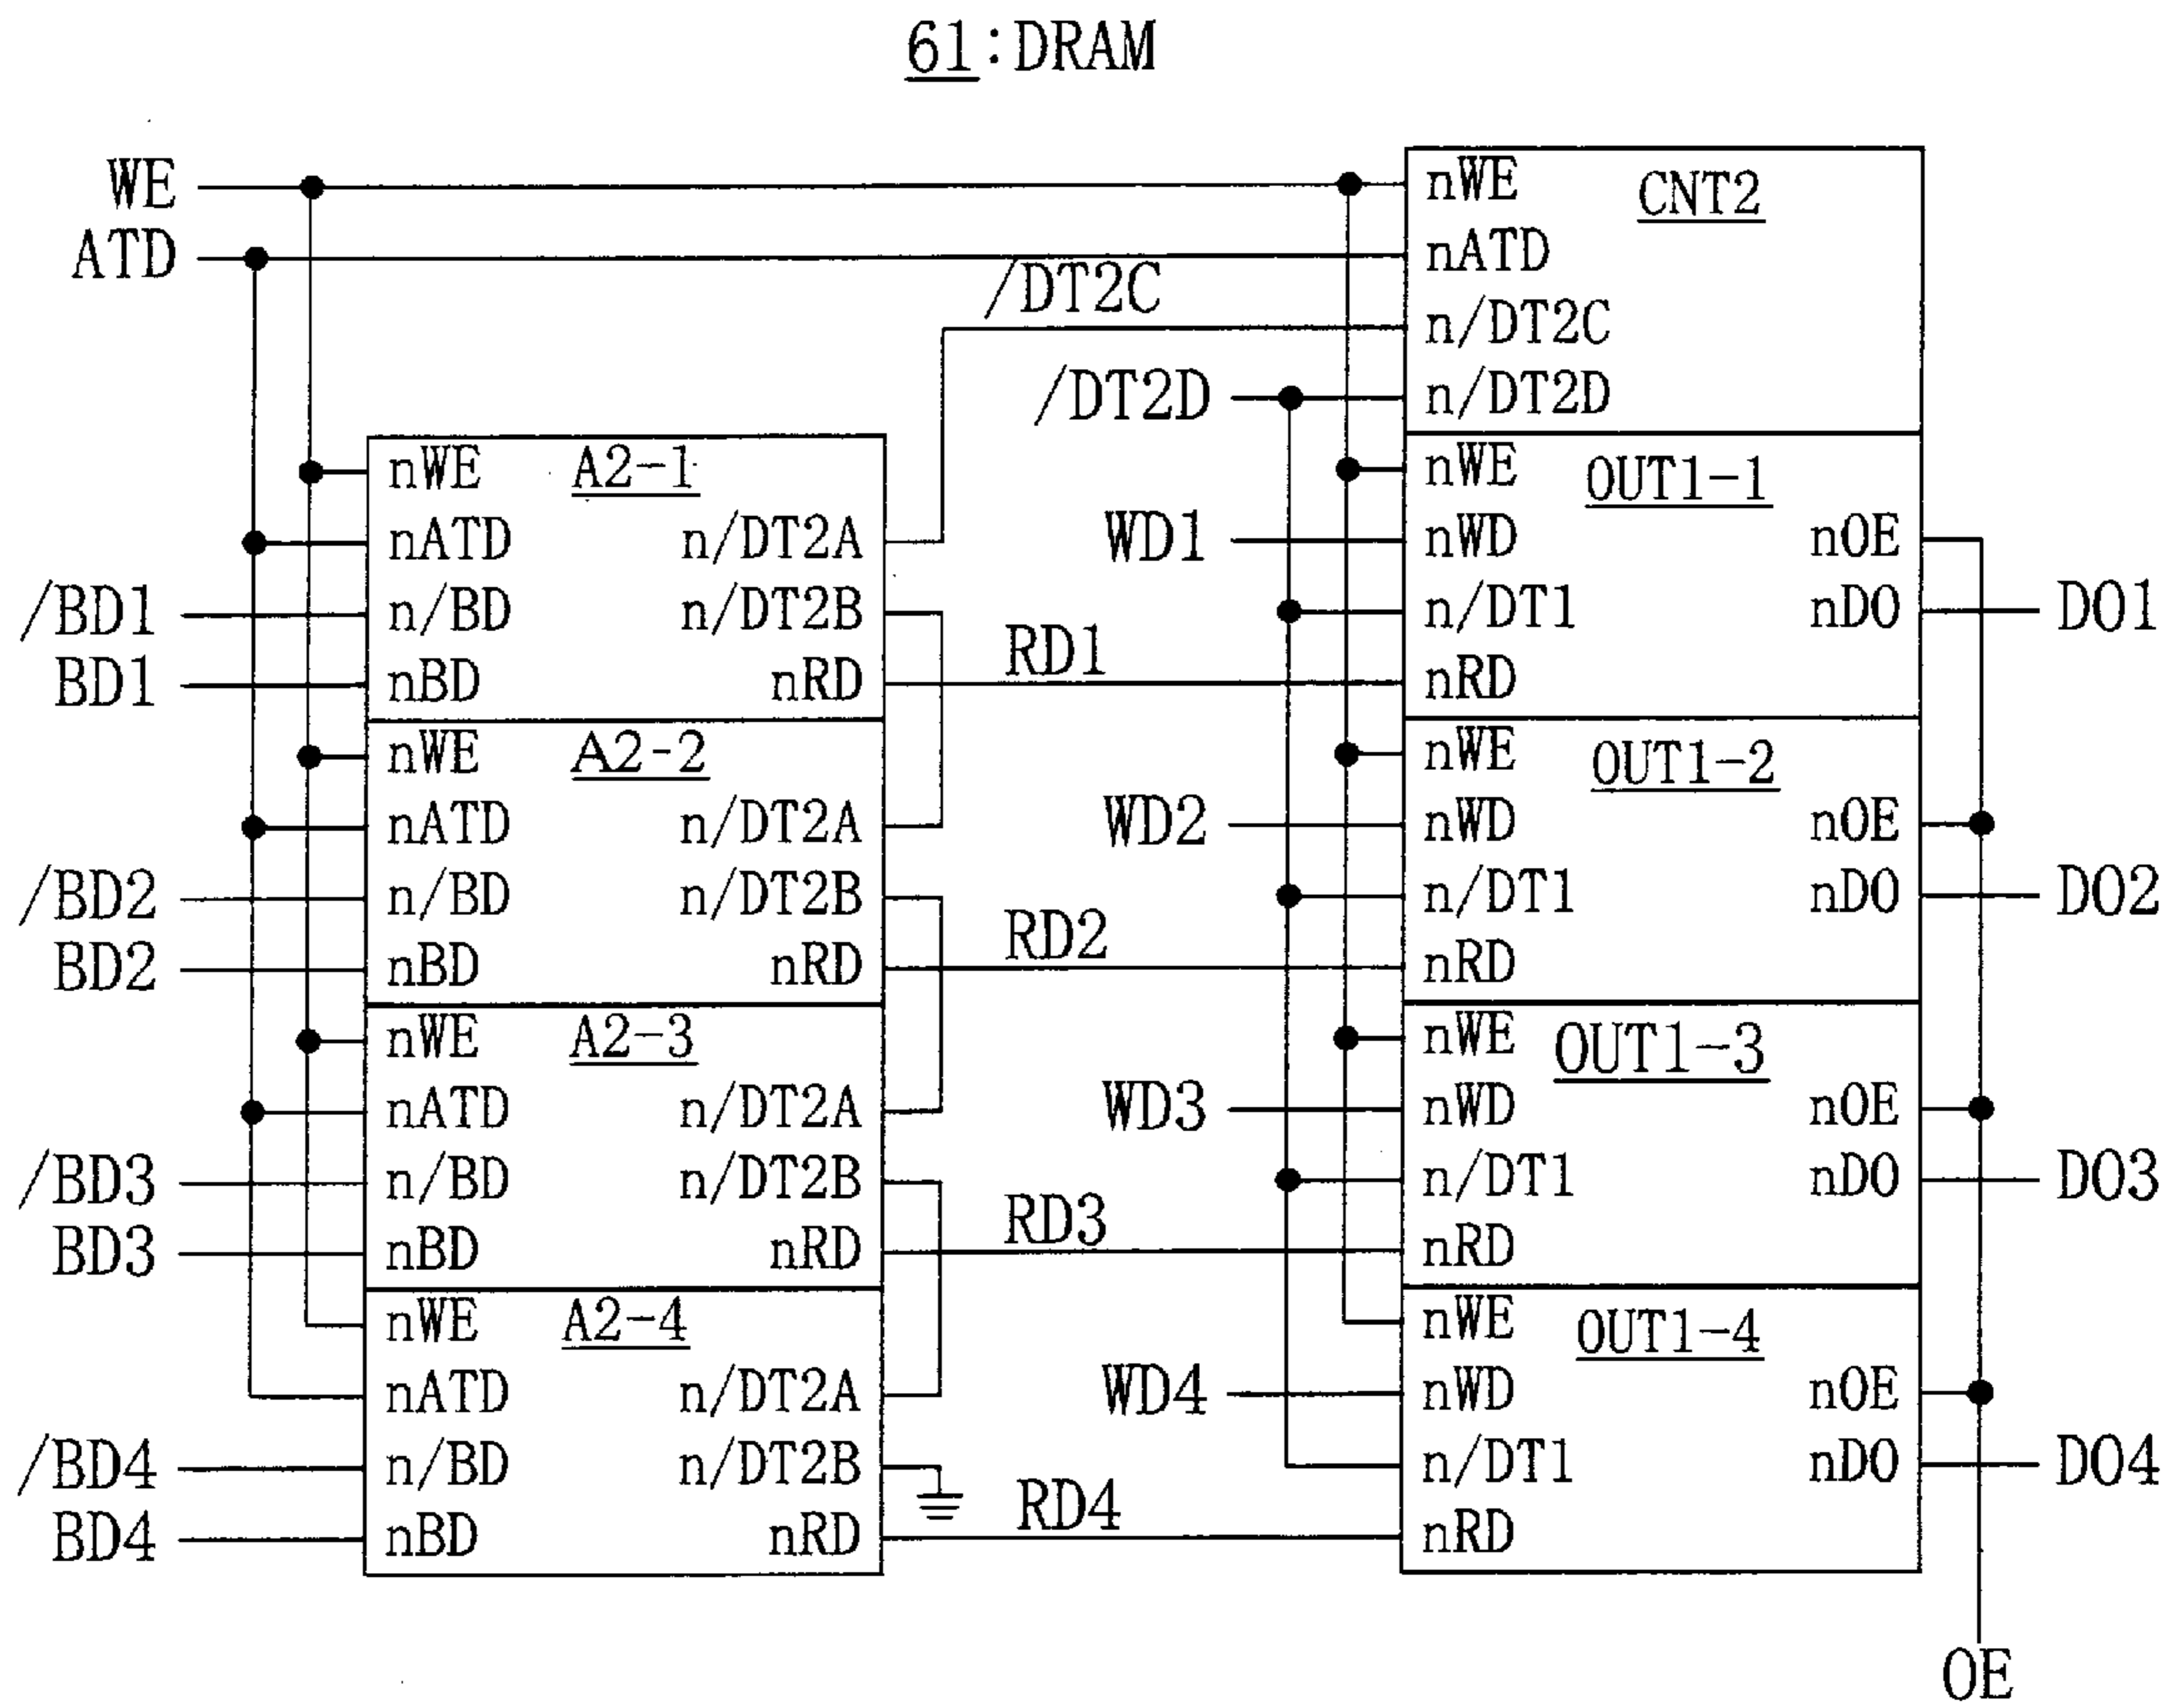 61:DRAM
WE
ATD
/DT2C
/DT2D
CNT2
nWE
nATD
n/DT2C
n/DT2D
/BD1
BD1
A2-1
nWE
nATD
n/BD
nBD
n/DT2A
n/DT2B
nRD
RD1
WD1
OUT1-1
nWE
nWD
n/DT1
nRD
nOE
nDO
DO1
/BD2
BD2
A2-2
nWE
nATD
n/BD
nBD
n/DT2A
n/DT2B
nRD
RD2
WD2
OUT1-2
nWE
nWD
n/DT1
nRD
nOE
nDO
DO2
/BD3
BD3
A2-3
nWE
nATD
n/BD
nBD
n/DT2A
n/DT2B
nRD
RD3
WD3
OUT1-3
nWE
nWD
n/DT1
nRD
nOE
nDO
DO3
/BD4
BD4
A2-4
nWE
nATD
n/BD
nBD
n/DT2A
n/DT2B
nRD
RD4
WD4
OUT1-4
nWE
nWD
n/DT1
nRD
nOE
nDO
DO4
OE